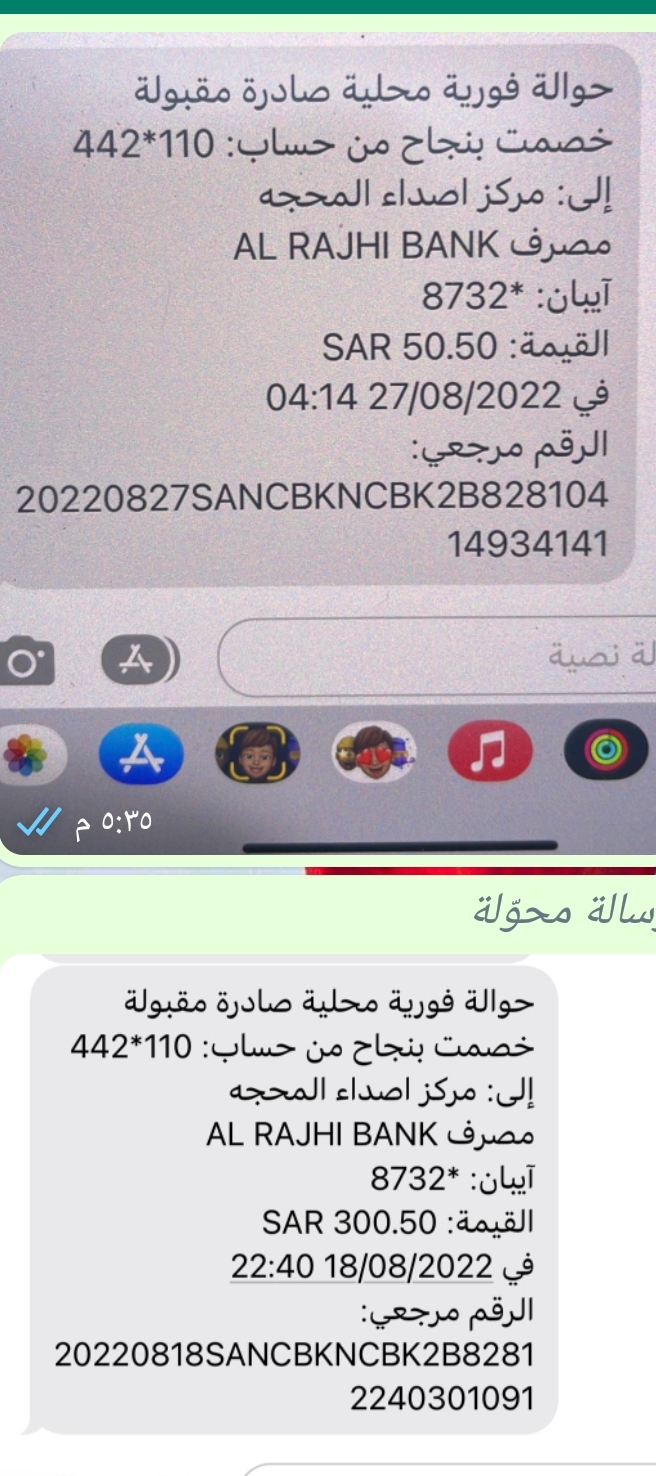 حوالة فورية محلية صادرة مقبولة
خصمت بنجاح من حساب: 110*442
إلى: مركز اصداء المحجه
مصرف AL RAJHI BANK
آيبان: *8732
القيمة: SAR 50.50
في 27/08/2022 04:14
الرقم مرجعي:
20220827SANCBKNCBK2B828104
14934141
لة نصية
٥:٣٥ م
رسالة محوّلة
حوالة فورية محلية صادرة مقبولة
خصمت بنجاح من حساب: 110*442
إلى: مركز اصداء المحجه
مصرف AL RAJHI BANK
آيبان: *8732
القيمة: SAR 300.50
في 18/08/2022 22:40
الرقم مرجعي:
20220818SANCBKNCBK2B8281
2240301091